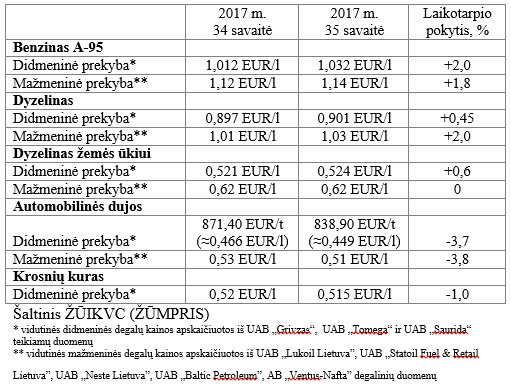 2017 m. 34 savaitė 2017 m. 35 savaitė Laikotarpio pokytis, %
Benzinas A-95
Didmeninė prekyba* 1,012 EUR/l 1,032 EUR/l +2,0
Mažmeninė prekyba** 1,12 EUR/l 1,14 EUR/l +1,8
Dyzelinas
Didmeninė prekyba* 0,897 EUR/l 0,901 EUR/l +0,45
Mažmeninė prekyba** 1,01 EUR/l 1,03 EUR/l +2,0
Dyzelinas žemės ūkiui
Didmeninė prekyba* 0,521 EUR/l 0,524 EUR/l +0,6
Mažmeninė prekyba** 0,62 EUR/l 0,62 EUR/l 0
Automobilinės dujos
Didmeninė prekyba* 871,40 EUR/t (≈0,466 EUR/l) 838,90 EUR/t (≈0,449 EUR/l) -3,7
Mažmeninė prekyba** 0,53 EUR/l 0,51 EUR/l -3,8
Krosnių kuras
Didmeninė prekyba* 0,52 EUR/l 0,515 EUR/l -1,0
Šaltinis ŽŪIKVC (ŽŪMPRIS)
* vidutinės didmeninės degalų kainos apskaičiuotos iš UAB „Grivzas“, UAB „Tomega“ ir UAB „Saurida“
teikiamų duomenų
** vidutinės mažmeninės degalų kainos apskaičiuotos iš UAB „Lukoil Lietuva”, UAB „Statoil Fuel & Retail
Lietuva”, UAB „Neste Lietuva”, UAB „Baltic Petroleum”, AB „Ventus-Nafta” degalinių duomenų